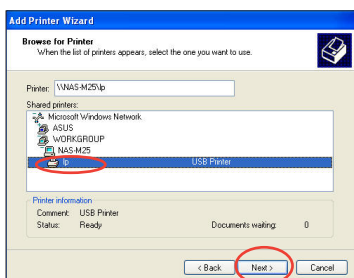 Add Printer Wizard
Browse for Printer
When the list of printers appears, select the one you want to use.
Printer: \\NAS-M25\lp
Shared printers:
Microsoft Windows Network
ASUS
WORKGROUP
NAS-M25
lp USB Printer
Printer information
Comment: USB Printer
Status: Ready Documents waiting: 0
< Back Next > Cancel